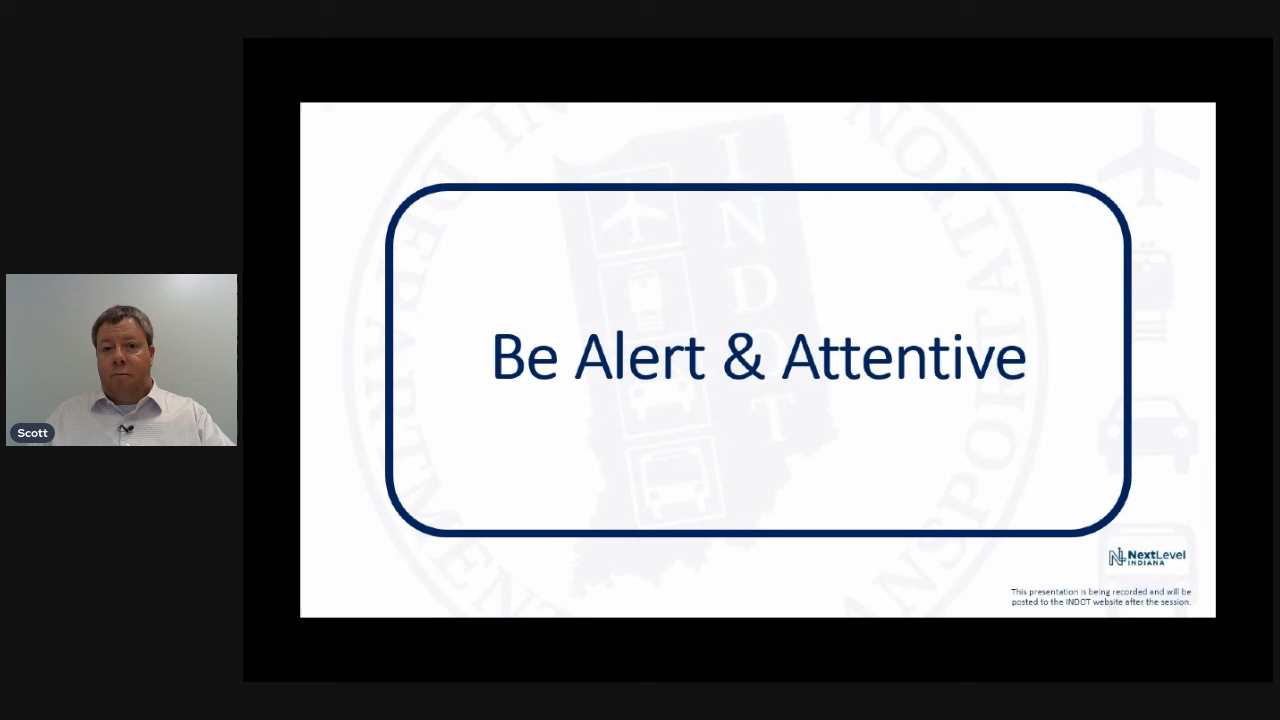 Be Alert & Attentive
Scott
INDOT
NextLevel
INDIANA
This presentation is being recorded and will be
posted to the INDOT website after the session.